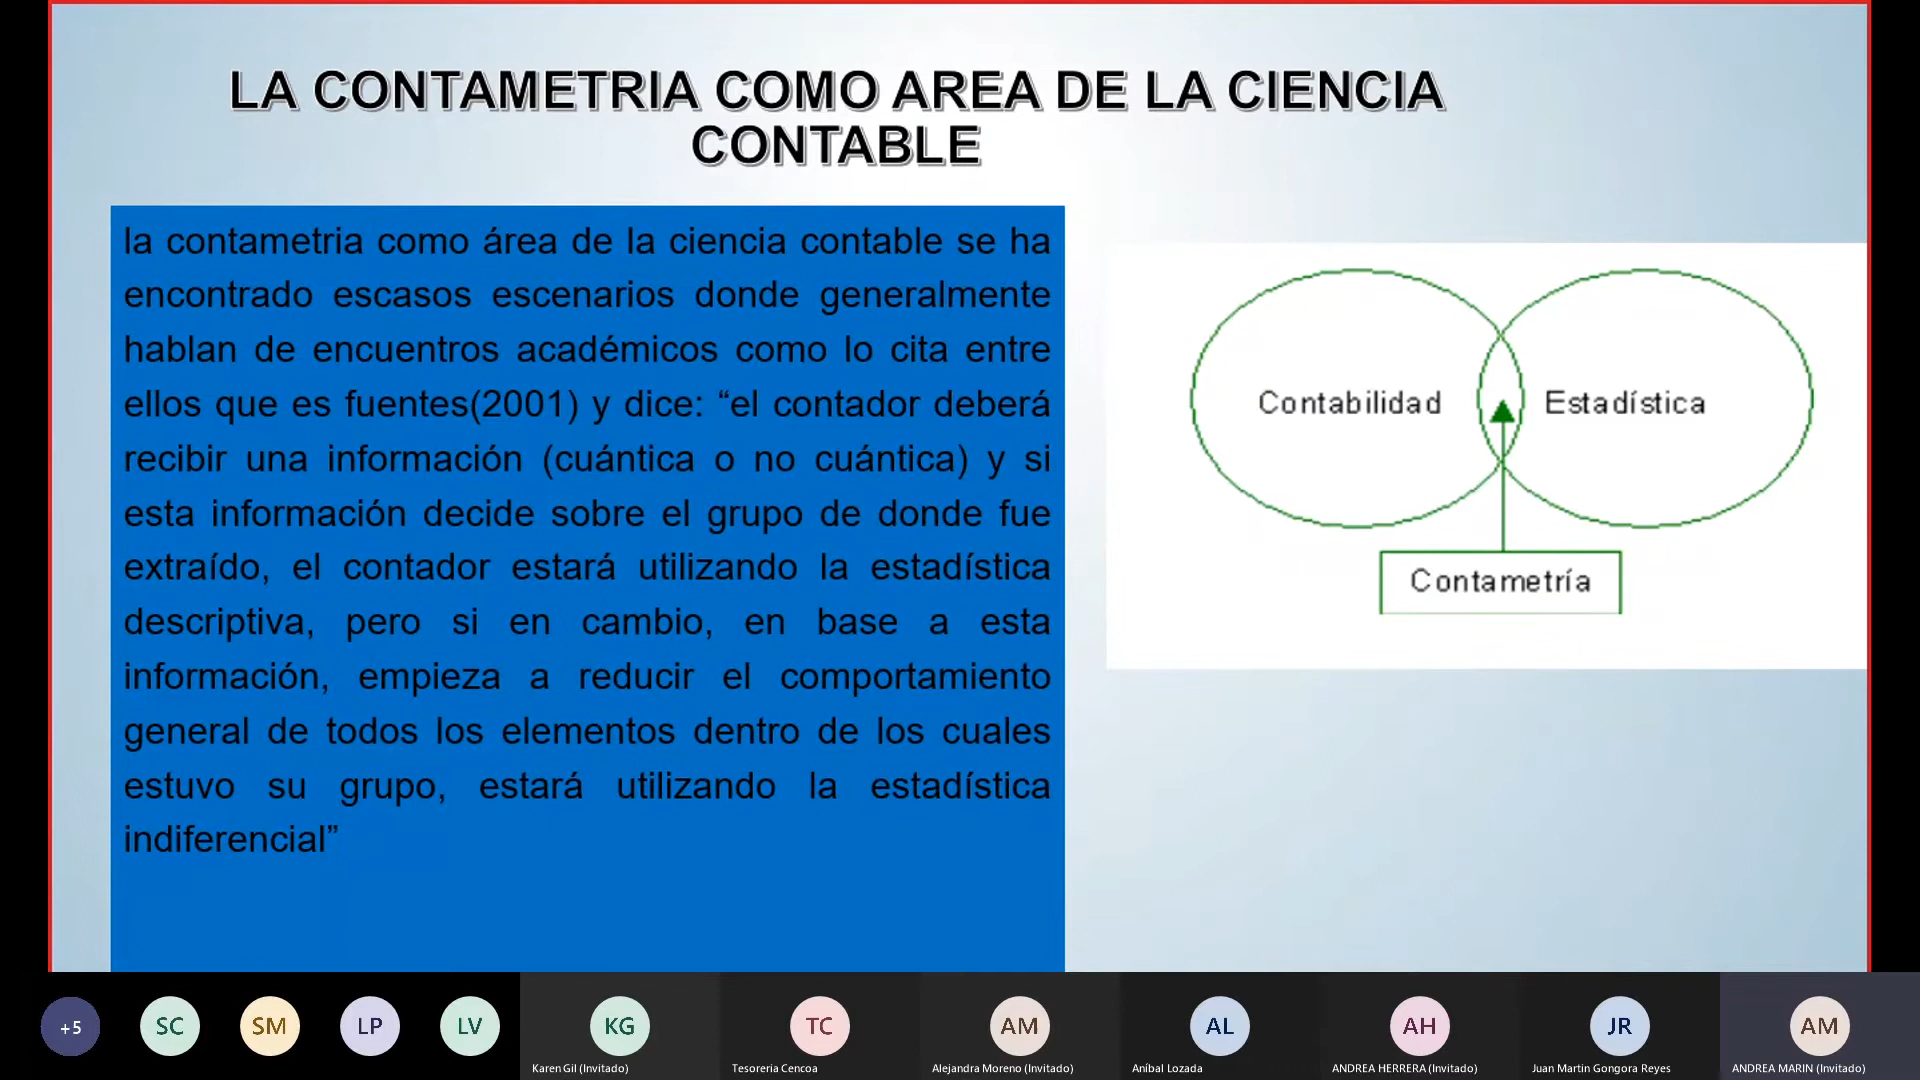 LA CONTAMETRIA COMO AREA DE LA CIENCIA
CONTABLE
la contametria como área de la ciencia contable se ha
encontrado escasos escenarios donde generalmente
hablan de encuentros académicos como lo cita entre
ellos que es fuentes(2001) y dice: “el contador deberá
recibir una información (cuántica o no cuántica) y si
esta información decide sobre el grupo de donde fue
extraído, el contador estará utilizando la estadística
descriptiva, pero si en cambio, en base a esta
información, empieza a reducir el comportamiento
general de todos los elementos dentro de los cuales
estuvo su grupo, estará utilizando la estadística
indiferencial”
Contabilidad
Estadística
Contametría
+5
SC
SM
LP
LV
KG
TC
AM
AL
AH
JR
AM
Karen Gil (Invitado)
Tesoreria Cencoa
Alejandra Moreno (Invitado)
Aníbal Lozada
ANDREA HERRERA (Invitado)
Juan Martin Gongora Reyes
ANDREA MARIN (Invitado)